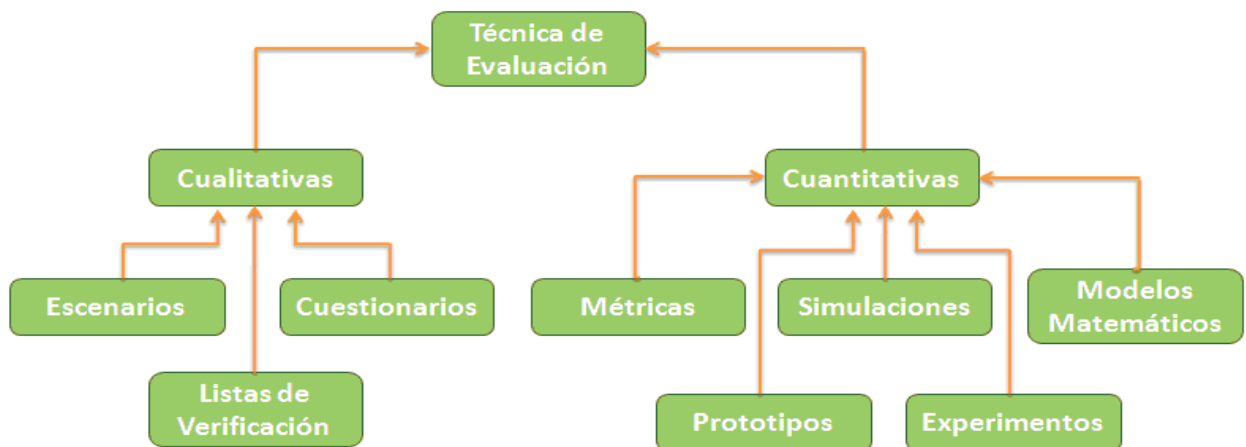 Técnica de
Evaluación
Cualitativas
Cuantitativas
Escenarios
Cuestionarios
Métricas
Simulaciones
Modelos
Matemáticos
Listas de
Verificación
Prototipos
Experimentos